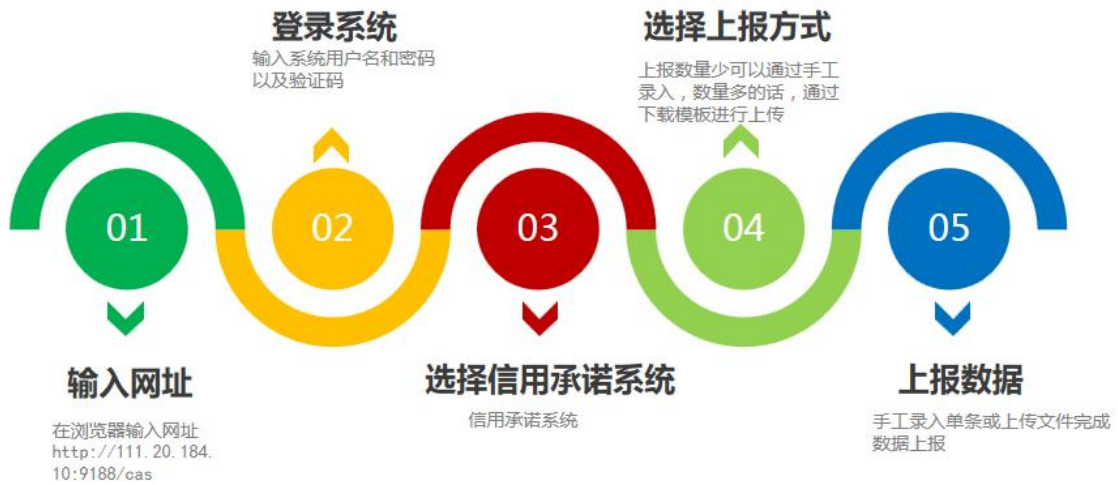 01
输入网址
在浏览器输入网址
http://111.20.184.
10:9188/cas
登录系统
输入系统用户名和密码
以及验证码
02
03
选择信用承诺系统
信用承诺系统
选择上报方式
上报数量少可以通过手工
录入，数量多的话，通过
下载模板进行上传
04
05
上报数据
手工录入单条或上传文件完成
数据上报